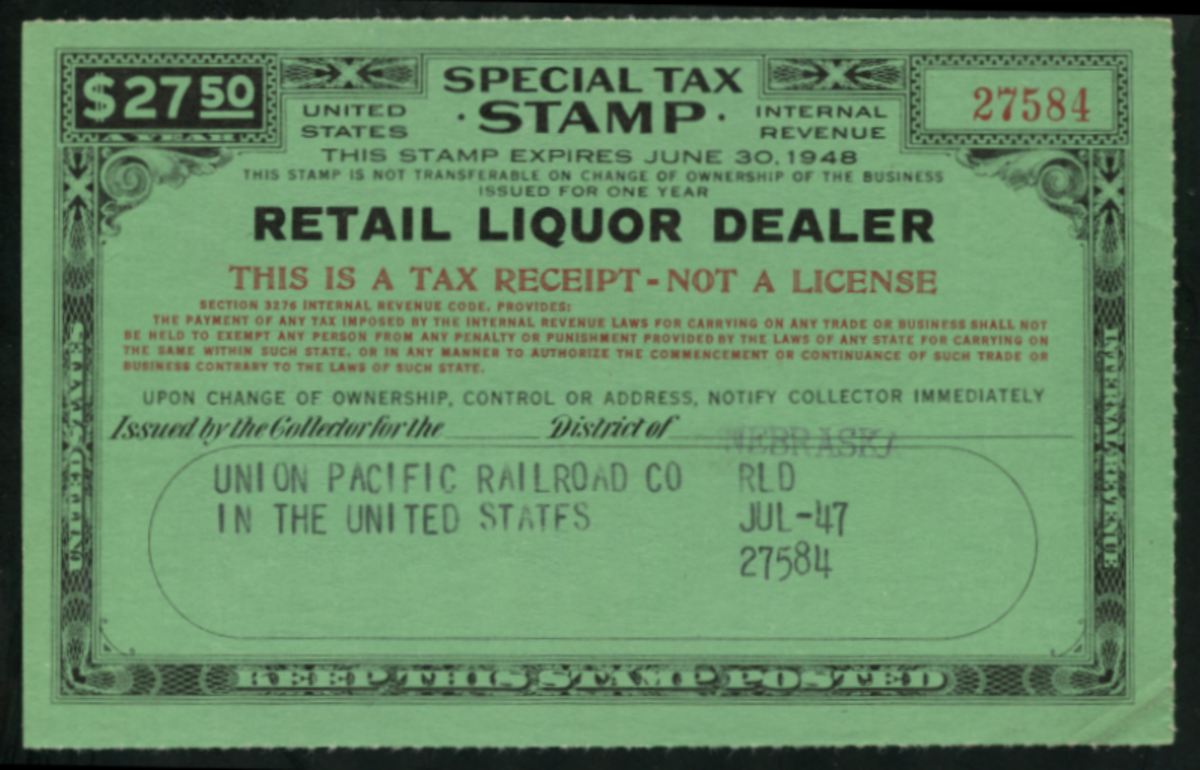 $27 50
A YEAR
SPECIAL TAX
· STAMP ·
UNITED STATES
INTERNAL REVENUE
27584
THIS STAMP EXPIRES JUNE 30, 1948
THIS STAMP IS NOT TRANSFERABLE ON CHANGE OF OWNERSHIP OF THE BUSINESS
ISSUED FOR ONE YEAR
RETAIL LIQUOR DEALER
THIS IS A TAX RECEIPT - NOT A LICENSE
SECTION 3276 INTERNAL REVENUE CODE, PROVIDES:
THE PAYMENT OF ANY TAX IMPOSED BY THE INTERNAL REVENUE LAWS FOR CARRYING ON ANY TRADE OR BUSINESS SHALL NOT
BE HELD TO EXEMPT ANY PERSON FROM ANY PENALTY OR PUNISHMENT PROVIDED BY THE LAWS OF ANY STATE FOR CARRYING ON
THE SAME WITHIN SUCH STATE, OR IN ANY MANNER TO AUTHORIZE THE COMMENCEMENT OR CONTINUANCE OF SUCH TRADE OR
BUSINESS CONTRARY TO THE LAWS OF SUCH STATE.
UPON CHANGE OF OWNERSHIP, CONTROL OR ADDRESS, NOTIFY COLLECTOR IMMEDIATELY
Issued by the Collector for the District of NEBRASKA
UNION PACIFIC RAILROAD CO RLD
IN THE UNITED STATES JUL-47
27584
UNITED STATES
INTERNAL REVENUE
KEEP THIS STAMP POSTED